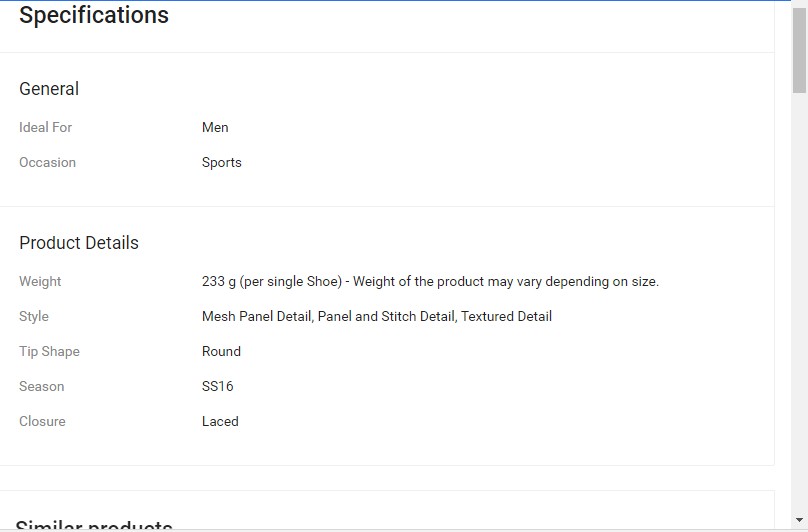 Specifications
General
Ideal For Men
Occasion Sports
Product Details
Weight 233 g (per single Shoe) - Weight of the product may vary depending on size.
Style Mesh Panel Detail, Panel and Stitch Detail, Textured Detail
Tip Shape Round
Season SS16
Closure Laced
Similar products